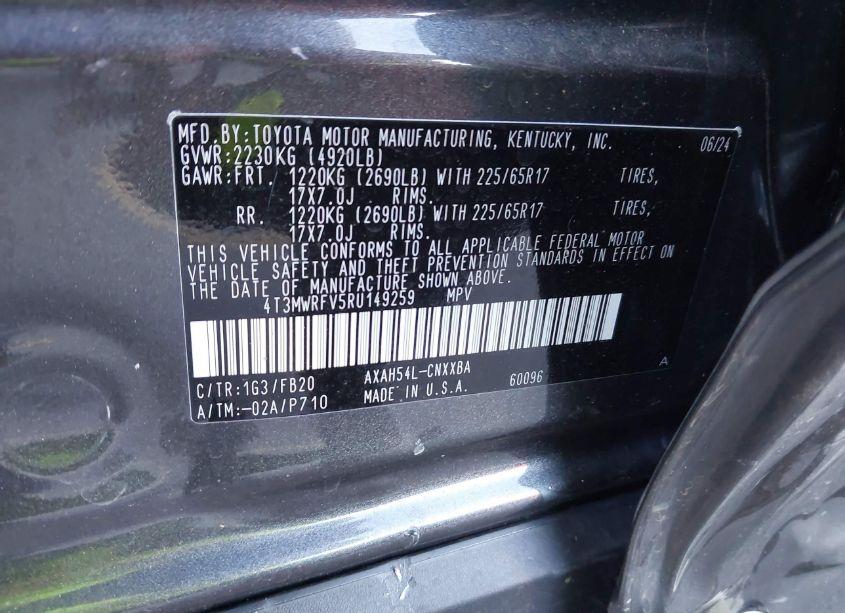 MFD.BY:TOYOTA MOTOR MANUFACTURING, KENTUCKY, INC. 06/24
GVWR:2230KG (4920LB)
GAWR:FRT. 1220KG (2690LB) WITH 225/65R17 TIRES,
17X7.0J RIMS.
RR. 1220KG (2690LB) WITH 225/65R17 TIRES,
17X7.0J RIMS.
THIS VEHICLE CONFORMS TO ALL APPLICABLE FEDERAL MOTOR
VEHICLE SAFETY AND THEFT PREVENTION STANDARDS IN EFFECT ON
THE DATE OF MANUFACTURE SHOWN ABOVE.
4T3MWRFV5RU149259 MPV
A
C/TR:1G3/FB20 AXAH54L-CNXXBA 60096
A/TM:-02A/P710 MADE IN U.S.A.